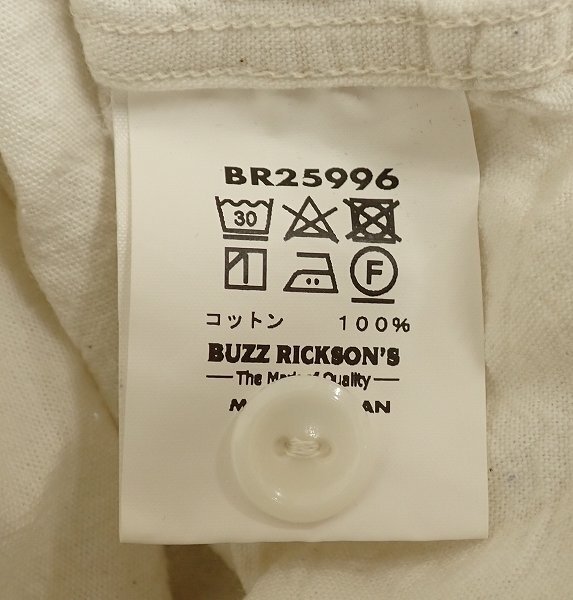 BR25996
30
F
コットン 100%
BUZZ RICKSON'S
The Mark of Quality